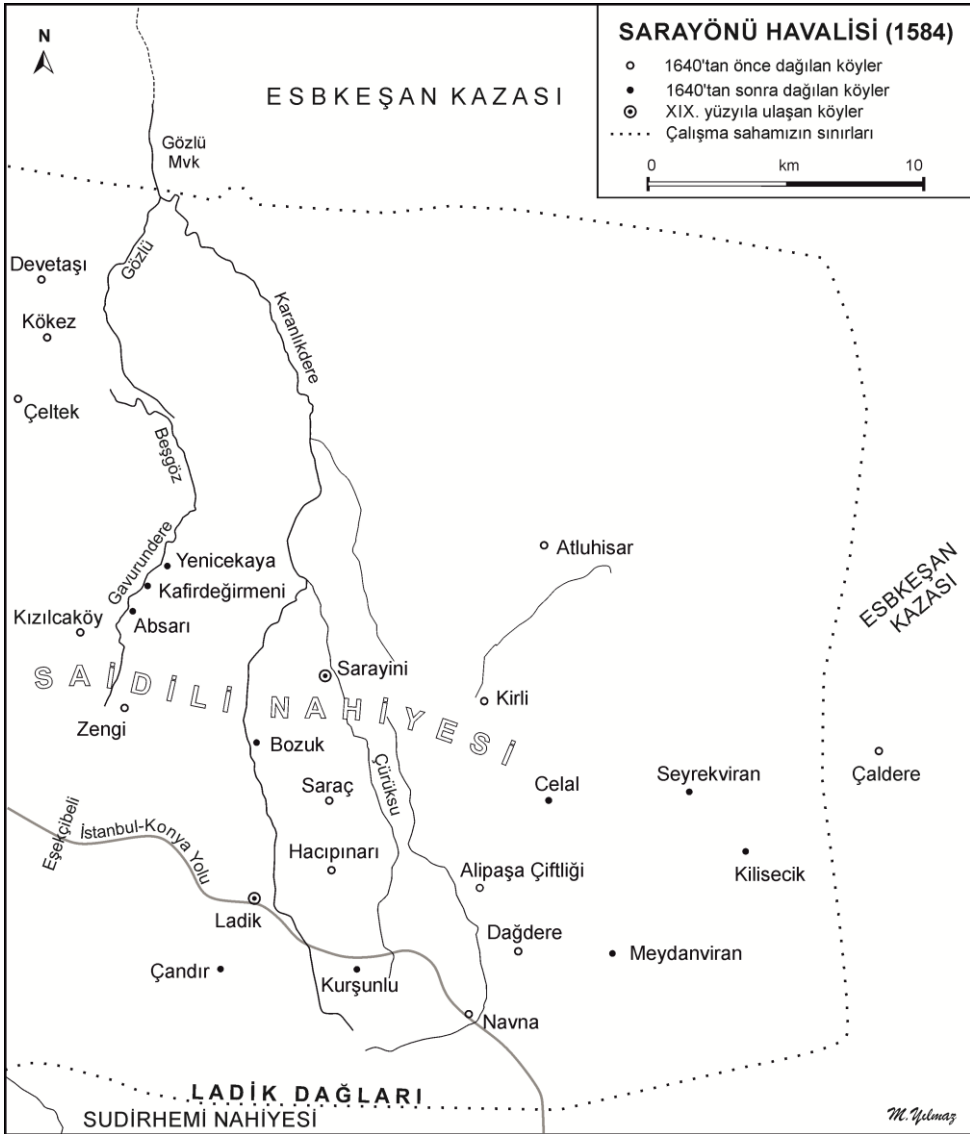 SARAYÖNÜ HAVALİSİ (1584)
1640'tan önce dağılan köyler
1640'tan sonra dağılan köyler
XIX. yüzyıla ulaşan köyler
Çalışma sahamızın sınırları
0 km 10
N
ESBKEŞAN KAZASI
Gözlü
Mvk
Gözlü
Devetaşı
Karanlıkdere
Kökez
Çeltek
Beşgöz
Gavurundere
Yenicekaya
Atluhisar
Kafirdeğirmeni
ESBKEŞAN
KAZASI
Absarı
Kızılcaköy
Sarayini
SAİDİLİ NAHİYESİ
Kirli
Zengi
Bozuk
Çürüksu
Çaldere
Seyrekviran
Celal
Saraç
Eşekçibeli
İstanbul-Konya Yolu
Hacıpınarı
Alipaşa Çiftliği
Kilisecik
Ladik
Dağdere
Meydanviran
Çandır
Kurşunlu
Navna
LADİK DAĞLARI
SUDİRHEMİ NAHİYESİ
M.Yılmaz